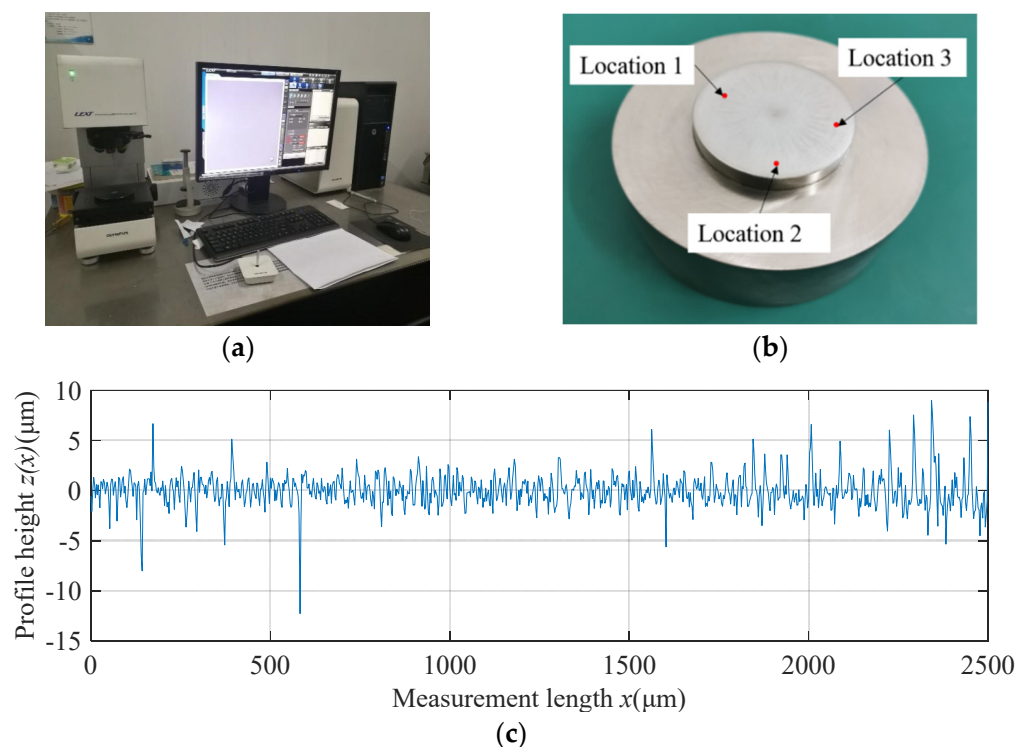 LEXT
OLYMPUS
(a)
Location 1
Location 3
Location 2
(b)
Profile height z(x)(μm)
10
5
0
-5
-10
-15
0
500
1000
1500
2000
2500
Measurement length x(μm)
(c)